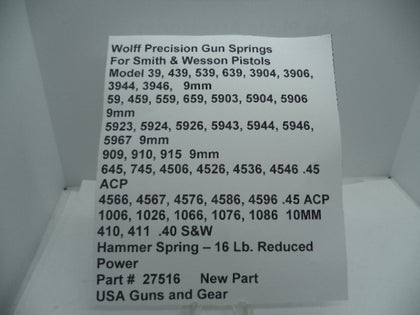 Wolff Precision Gun Springs
For Smith & Wesson Pistols
Model 39, 439, 539, 639, 3904, 3906,
3944, 3946, 9mm
59, 459, 559, 659, 5903, 5904, 5906
9mm
5923, 5924, 5926, 5943, 5944, 5946,
5967 9mm
909, 910, 915 9mm
645, 745, 4506, 4526, 4536, 4546 .45
ACP
4566, 4567, 4576, 4586, 4596 .45 ACP
1006, 1026, 1066, 1076, 1086 10MM
410, 411 .40 S&W
Hammer Spring – 16 Lb. Reduced
Power
Part # 27516 New Part
USA Guns and Gear